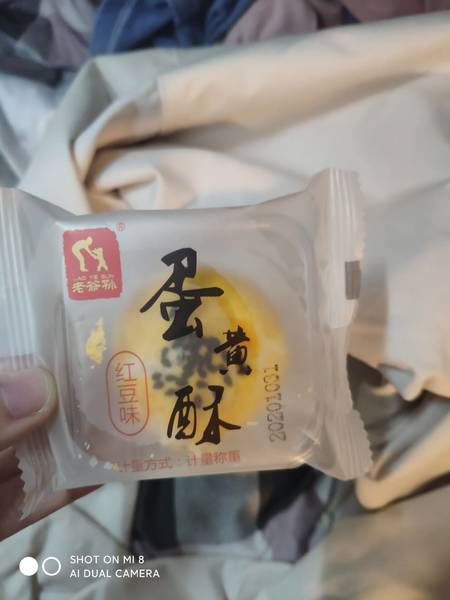 ®
LAO YE SUN
老爷孙
蛋
黄
酥
红豆味
20201031
计量方式：计量称重
SHOT ON MI 8
AI DUAL CAMERA